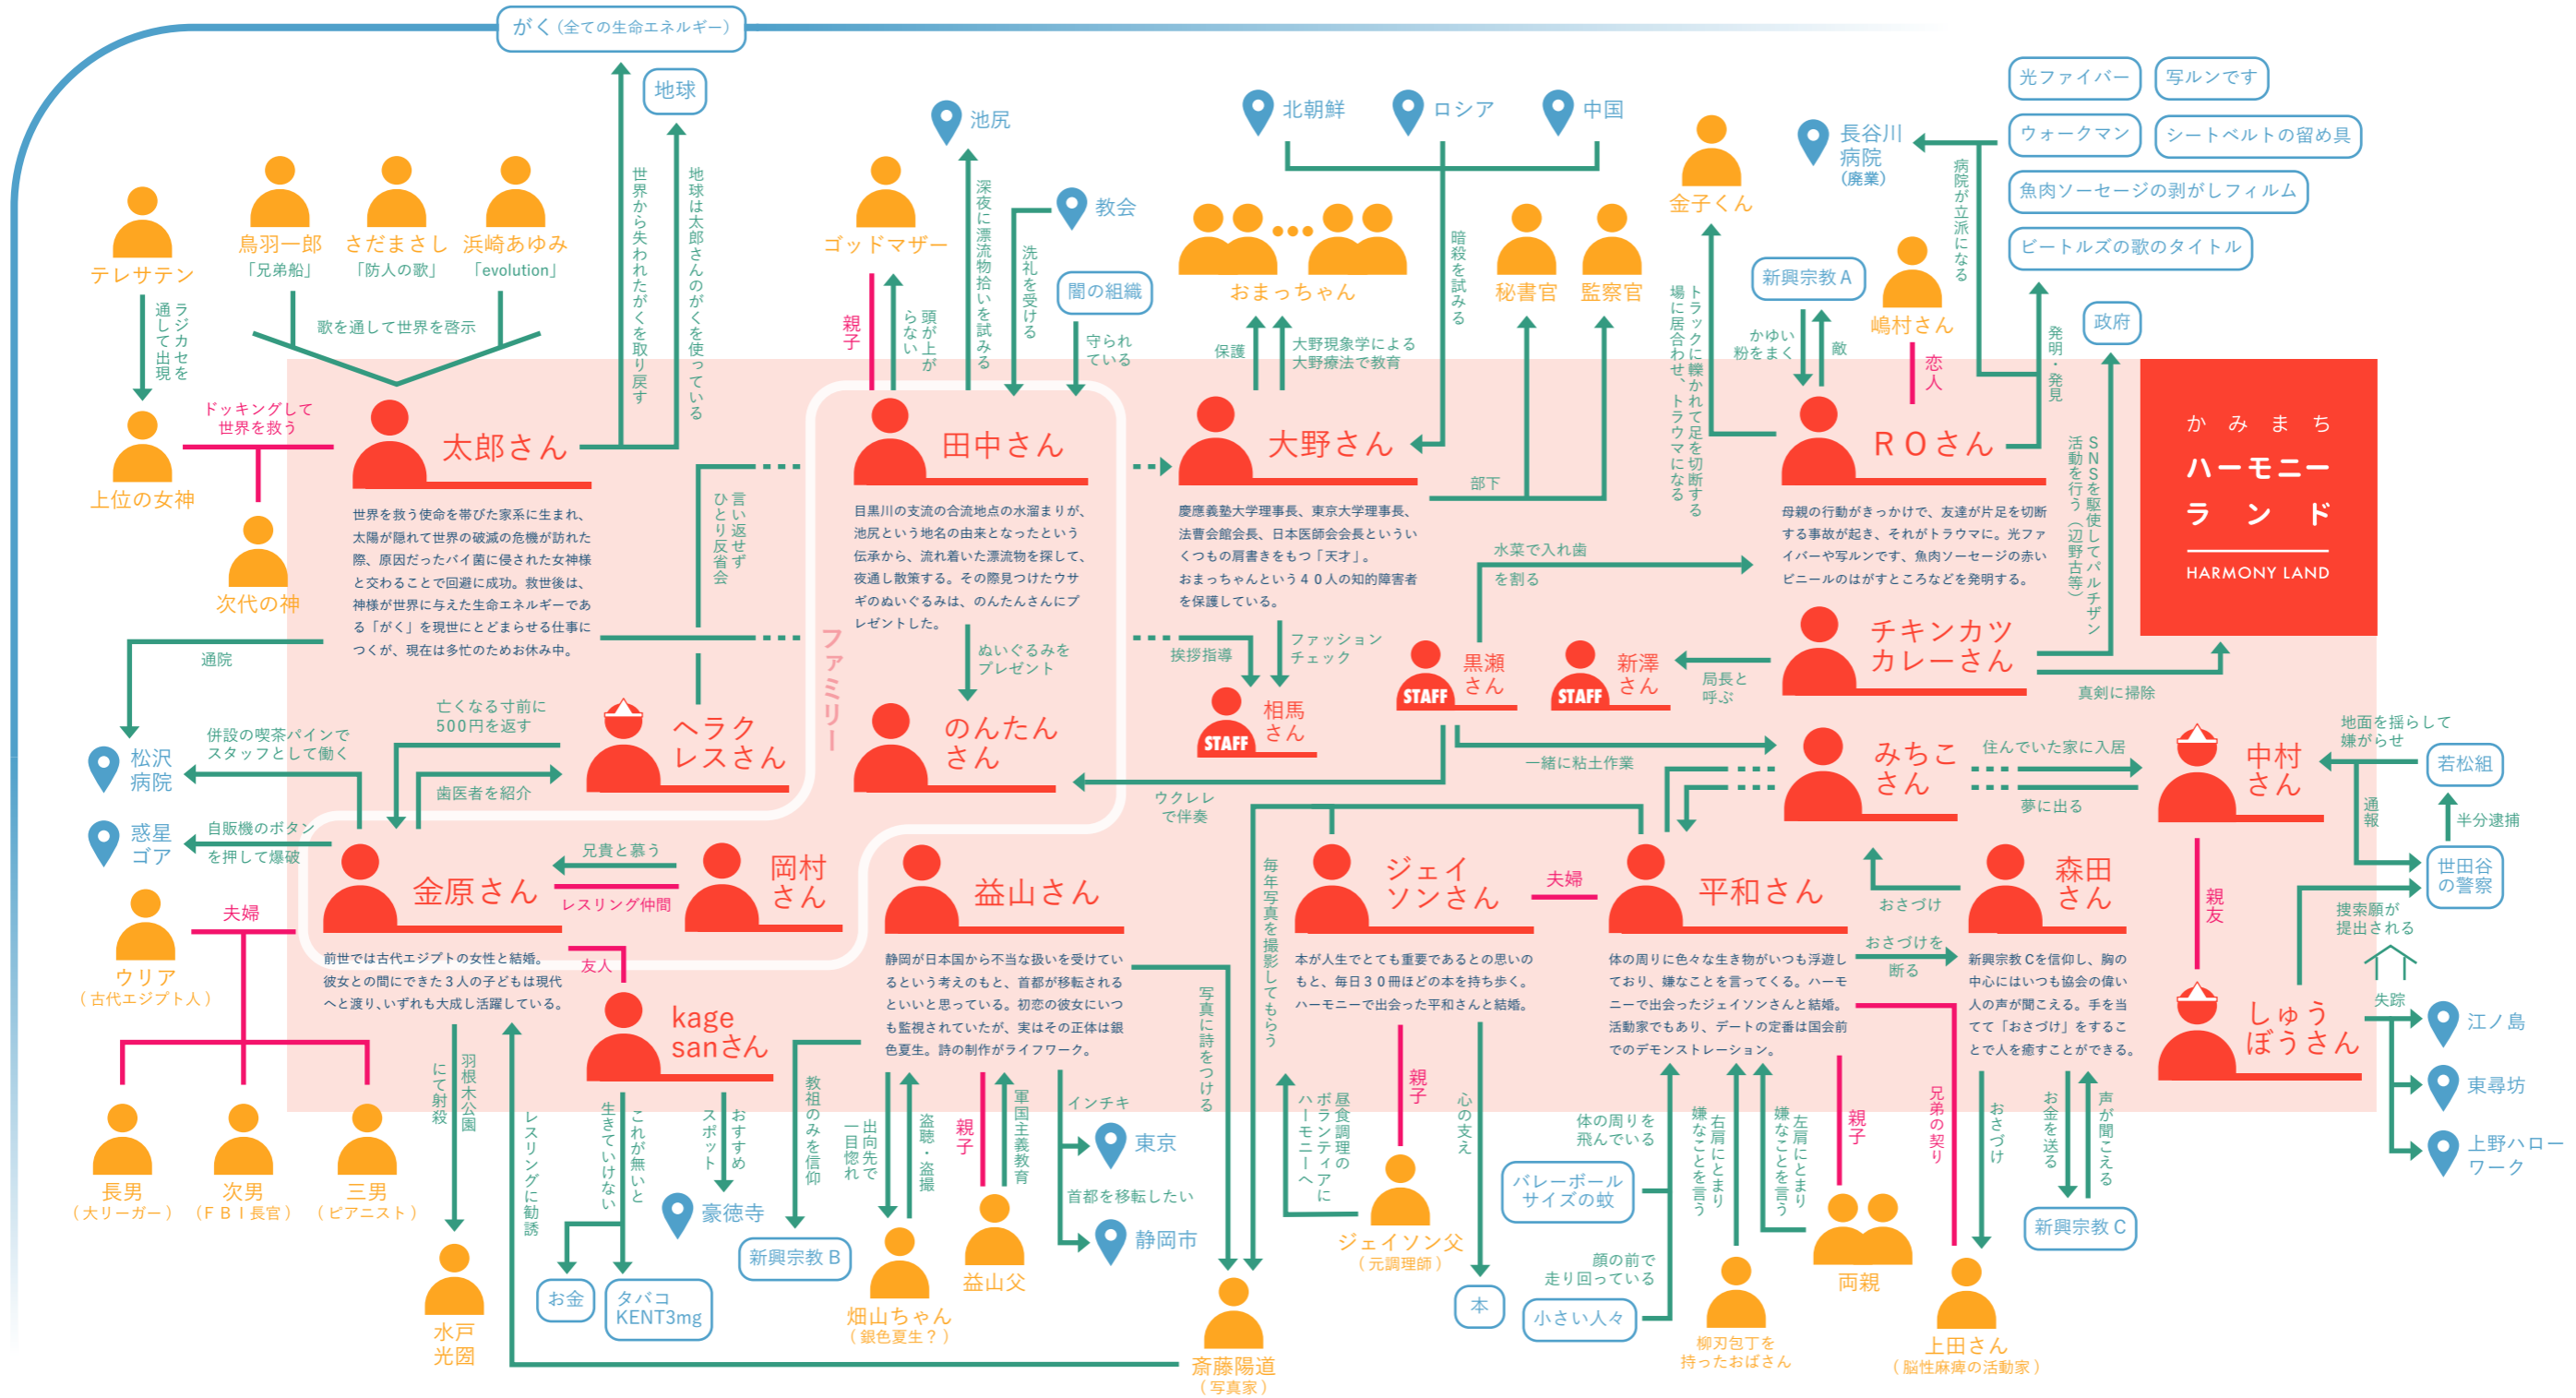 がく（全ての生命エネルギー）
地球
世界から失われたがくを取り戻す
地球は太郎さんのがくを使っている
テレサテン
ラジカセを
通して出現
鳥羽一郎
「兄弟船」
さだまさし
「防人の歌」
浜崎あゆみ
「evolution」
歌を通して世界を啓示
上位の女神
ドッキングして
世界を救う
次代の神
太郎さん
世界を救う使命を帯びた家系に生まれ、
太陽が隠れて世界の破滅の危機が訪れた
際、原因だったバイ菌に侵された女神様
と交わることで回避に成功。救世後は、
神様が世界に与えた生命エネルギーであ
る「がく」を現世にとどまらせる仕事に
つくが、現在は多忙のためお休み中。
通院
松沢
病院
併設の喫茶パインで
スタッフとして働く
惑星
ゴア
自販機のボタン
を押して爆破
ゴッドマザー
親子
頭が上が
らない
池尻
深夜に漂流物拾いを試みる
教会
洗礼を受ける
闇の組織
守られ
ている
田中さん
目黒川の支流の合流地点の水溜まりが、
池尻という地名の由来となったという
伝承から、流れ着いた漂流物を探して、
夜通し散策する。その際見つけたウサ
ギのぬいぐるみは、のんたんさんにプ
レゼントした。
ぬいぐるみを
プレゼント
ファミリー
のんたん
さん
言い返せず
ひとり反省会
ヘラク
レスさん
亡くなる寸前に
500円を返す
歯医者を紹介
北朝鮮
ロシア
中国
暗殺を試みる
おまっちゃん
保護
大野現象学による
大野療法で教育
秘書官
監察官
部下
大野さん
慶應義塾大学理事長、東京大学理事長、
法曹会館会長、日本医師会会長というい
くつもの肩書きをもつ「天才」。
おまっちゃんという４０人の知的障害者
を保護している。
挨拶指導
ファッション
チェック
STAFF
相馬
さん
STAFF
黒瀬
さん
水菜で入れ歯
を割る
一緒に粘土作業
ウクレレ
で伴奏
STAFF
新澤
さん
局長と
呼ぶ
金子くん
トラックに轢かれて足を切断する
場に居合わせ、トラウマになる
長谷川
病院
（廃業）
病院が立派になる
光ファイバー
写ルンです
ウォークマン
シートベルトの留め具
魚肉ソーセージの剥がしフィルム
ビートルズの歌のタイトル
発明・発見
新興宗教Ａ
かゆい
粉をまく
敵
嶋村さん
恋人
ＲＯさん
母親の行動がきっかけで、友達が片足を切断
する事故が起き、それがトラウマに。光ファ
イバーや写ルンです、魚肉ソーセージの赤い
ビニールのはがすところなどを発明する。
政府
ＳＮＳを駆使してパルチザン
活動を行う（辺野古等）
チキンカツ
カレーさん
真剣に掃除
かみまち
ハーモニー
ランド
HARMONY LAND
みちこ
さん
住んでいた家に入居
夢に出る
中村
さん
地面を揺らして
嫌がらせ
若松組
通報
半分逮捕
世田谷
の警察
捜索願が
提出される
親友
しゅう
ぼうさん
失踪
江ノ島
東尋坊
上野ハロー
ワーク
金原さん
前世では古代エジプトの女性と結婚。
彼女との間にできた３人の子どもは現代
へと渡り、いずれも大成し活躍している。
ウリア
（古代エジプト人）
夫婦
長男
（大リーガー）
次男
（ＦＢＩ長官）
三男
（ピアニスト）
兄貴と慕う
レスリング仲間
岡村
さん
友人
kage
sanさん
羽根木公園
にて射殺
水戸
光圀
レスリングに勧誘
これが無いと
生きていけない
お金
タバコ
KENT3mg
おすすめ
スポット
豪徳寺
益山さん
静岡が日本国から不当な扱いを受けてい
るという考えのもと、首都が移転される
といいと思っている。初恋の彼女にいつ
も監視されていたが、実はその正体は銀
色夏生。詩の制作がライフワーク。
教祖のみを信仰
新興宗教Ｂ
出向先で
一目惚れ
盗聴・盗撮
畑山ちゃん
（銀色夏生？）
親子
軍国主義教育
益山父
インチキ
東京
首都を移転したい
静岡市
写真に詩をつける
毎年写真を撮影してもらう
斎藤陽道
（写真家）
ジェイ
ソンさん
本が人生でとても重要であるとの思いの
もと、毎日３０冊ほどの本を持ち歩く。
ハーモニーで出会った平和さんと結婚。
夫婦
昼食調理の
ボランティアに
ハーモニーへ
親子
ジェイソン父
（元調理師）
心の支え
本
平和さん
体の周りに色々な生き物がいつも浮遊し
ており、嫌なことを言ってくる。ハーモ
ニーで出会ったジェイソンさんと結婚。
活動家でもあり、デートの定番は国会前
でのデモンストレーション。
体の周りを
飛んでいる
バレーボール
サイズの蚊
顔の前で
走り回っている
小さい人々
右肩にとまり
嫌なことを言う
柳刃包丁を
持ったおばさん
左肩にとまり
嫌なことを言う
親子
両親
兄弟の契り
上田さん
（脳性麻痺の活動家）
おさづけ
おさづけを
断る
森田
さん
新興宗教Ｃを信仰し、胸の
中心にはいつも協会の偉い
人の声が聞こえる。手を当
てて「おさづけ」をするこ
とで人を癒すことができる。
おさづけ
お金を送る
声が聞こえる
新興宗教Ｃ